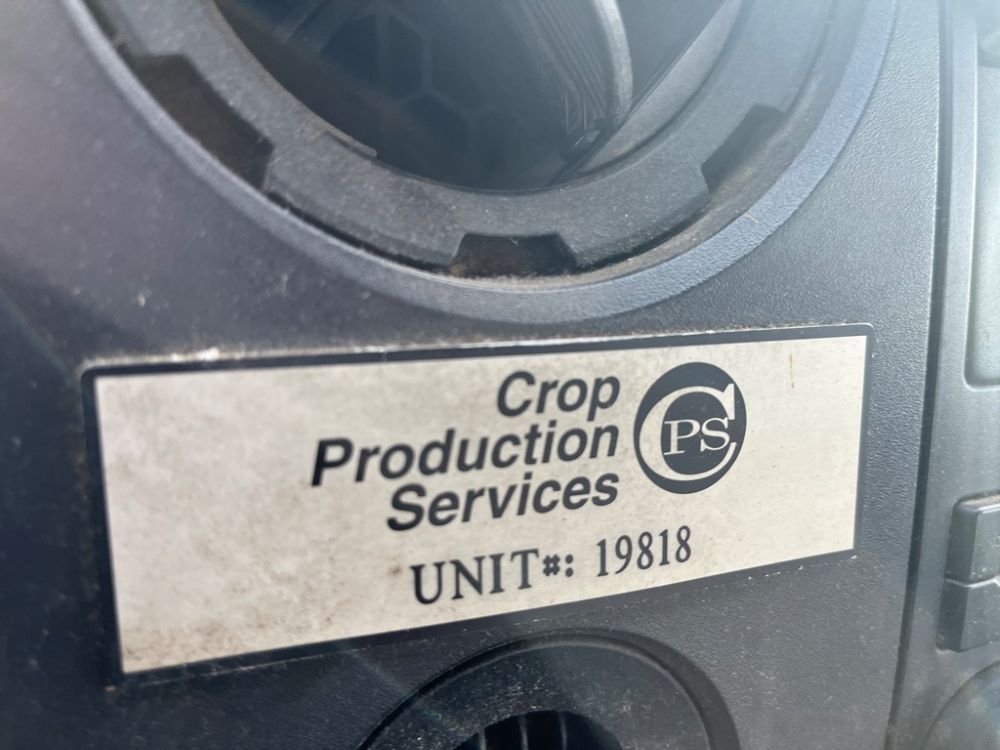 Crop
Production
Services
CPS
UNIT#: 19818